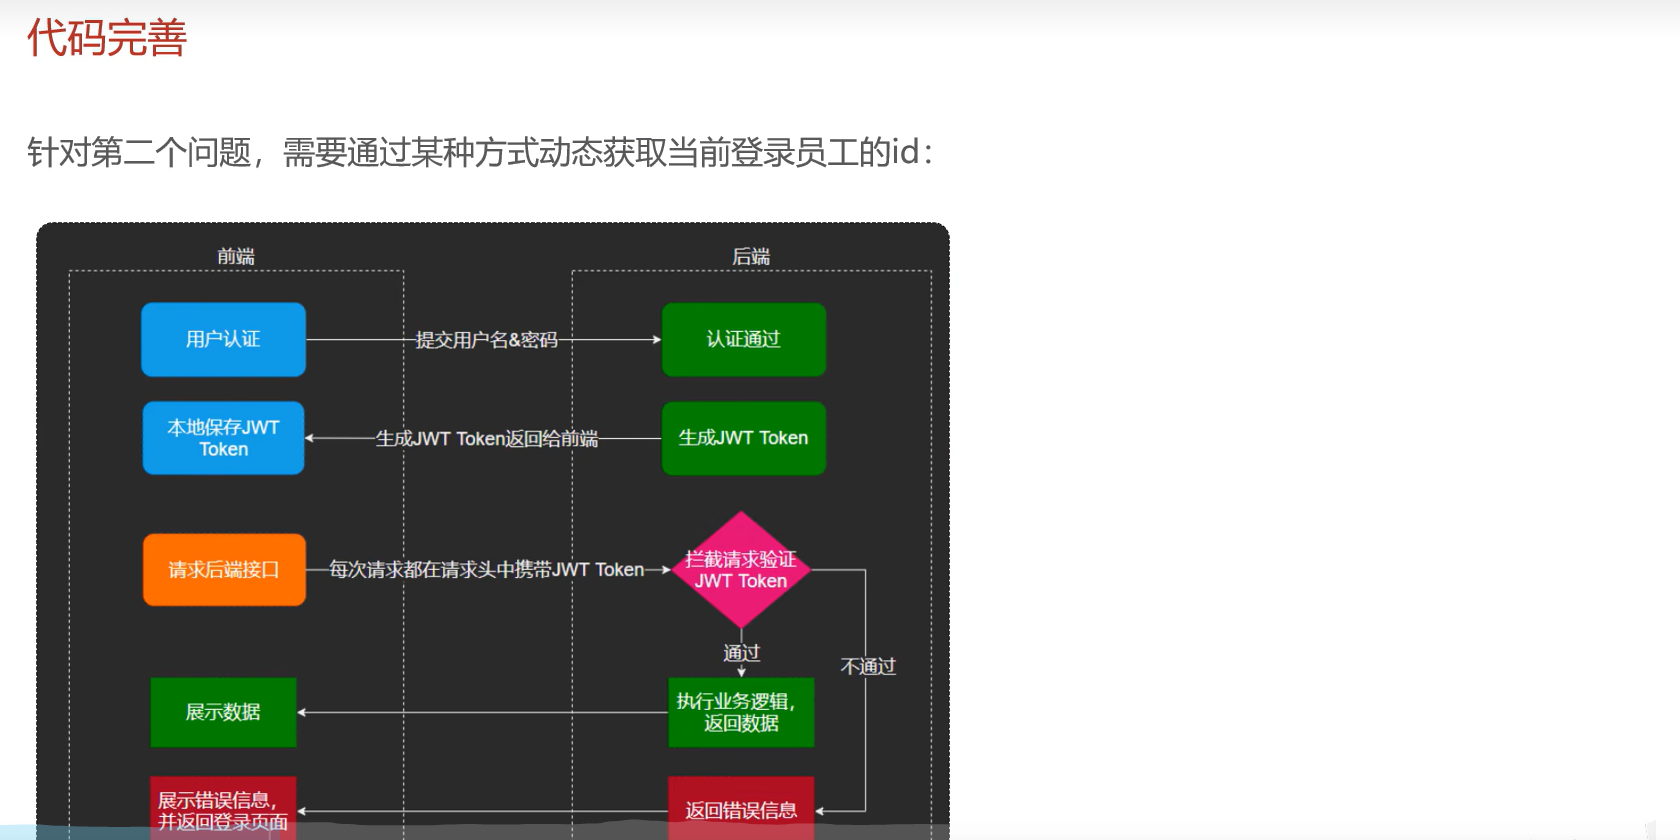 代码完善
针对第二个问题，需要通过某种方式动态获取当前登录员工的id：
前端
后端
用户认证
提交用户名&密码
认证通过
本地保存JWT
Token
生成JWT Token返回给前端
生成JWT Token
请求后端接口
每次请求都在请求头中携带JWT Token
拦截请求验证
JWT Token
通过
不通过
展示数据
执行业务逻辑，
返回数据
展示错误信息，
并返回登录页面
返回错误信息